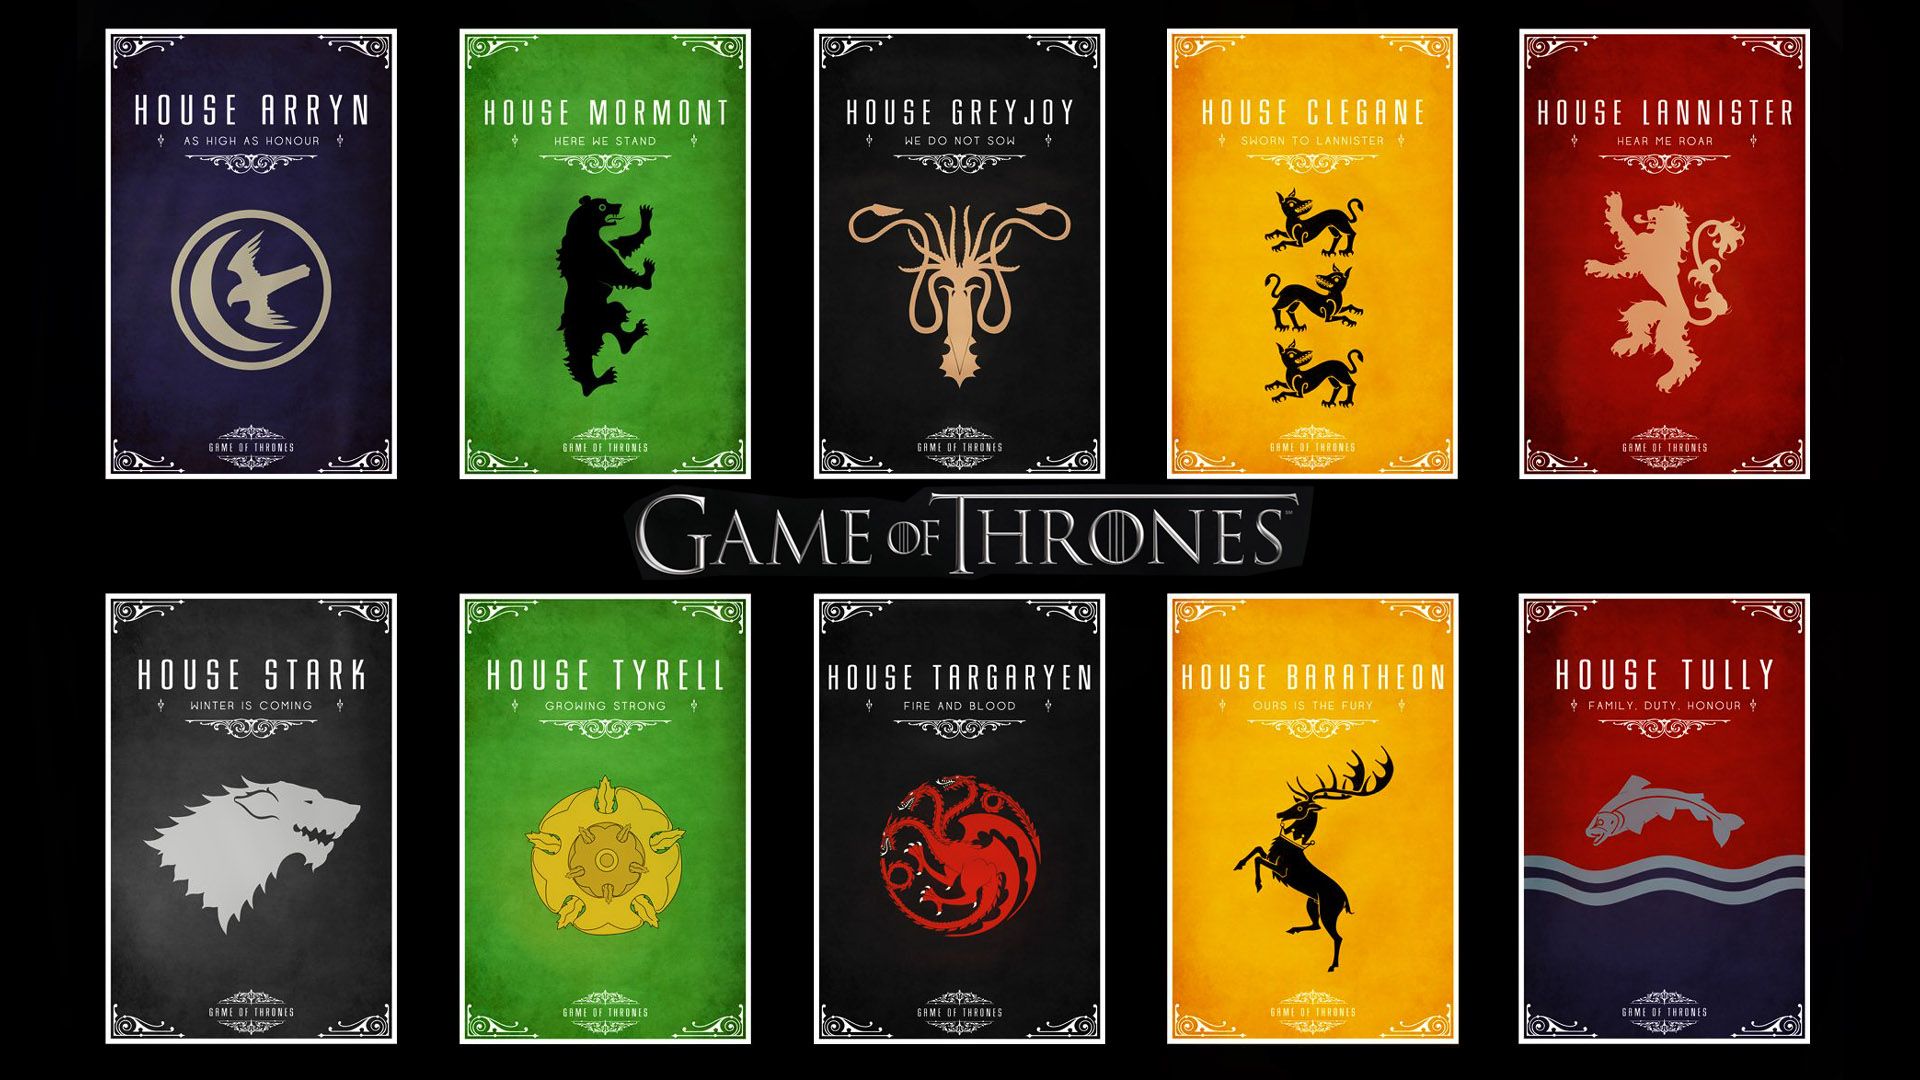 HOUSE ARRYN
AS HIGH AS HONOUR
GAME OF THRONES
HOUSE MORMONT
HERE WE STAND
GAME OF THRONES
HOUSE GREYJOY
WE DO NOT SOW
GAME OF THRONES
HOUSE CLEGANE
SWORN TO LANNISTER
GAME OF THRONES
HOUSE LANNISTER
HEAR ME ROAR
GAME OF THRONES
GAME OF THRONES℠
HOUSE STARK
WINTER IS COMING
GAME OF THRONES
HOUSE TYRELL
GROWING STRONG
GAME OF THRONES
HOUSE TARGARYEN
FIRE AND BLOOD
GAME OF THRONES
HOUSE BARATHEON
OURS IS THE FURY
GAME OF THRONES
HOUSE TULLY
FAMILY, DUTY, HONOUR
GAME OF THRONES